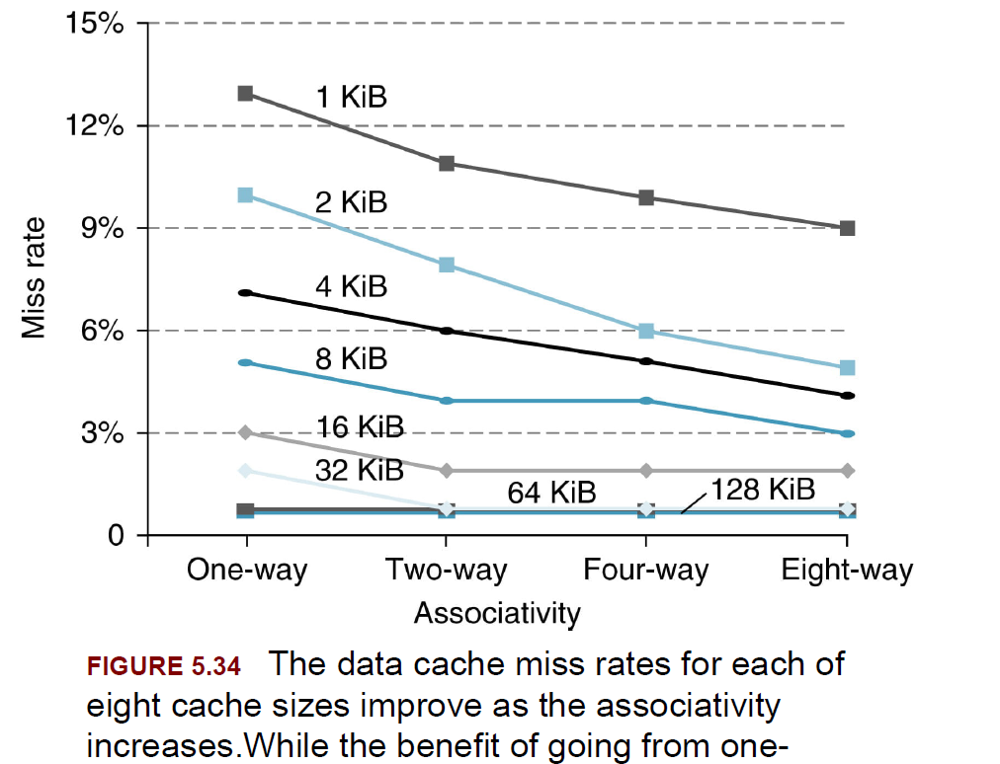 15%
1 KiB
12%
2 KiB
9%
Miss rate
4 KiB
6%
8 KiB
3%
16 KiB
32 KiB
64 KiB
128 KiB
0
One-way
Two-way
Four-way
Eight-way
Associativity
FIGURE 5.34 The data cache miss rates for each of
eight cache sizes improve as the associativity
increases.While the benefit of going from one-